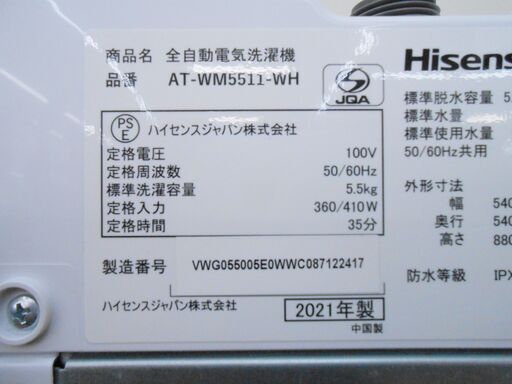 商品名 全自動電気洗濯機
品番 AT-WM5511-WH
JQA
PS
E
ハイセンスジャパン株式会社
定格電圧 100V
定格周波数 50/60Hz
標準洗濯容量 5.5kg
定格入力 360/410W
定格時間 35分
製造番号 VWG055005E0WWC087122417
ハイセンスジャパン株式会社
2021年製
中国製
Hisens
標準脱水容量 5.
標準水量
標準使用水量
50/60Hz共用
外形寸法
幅 540
奥行 540
高さ 880
防水等級 IPX